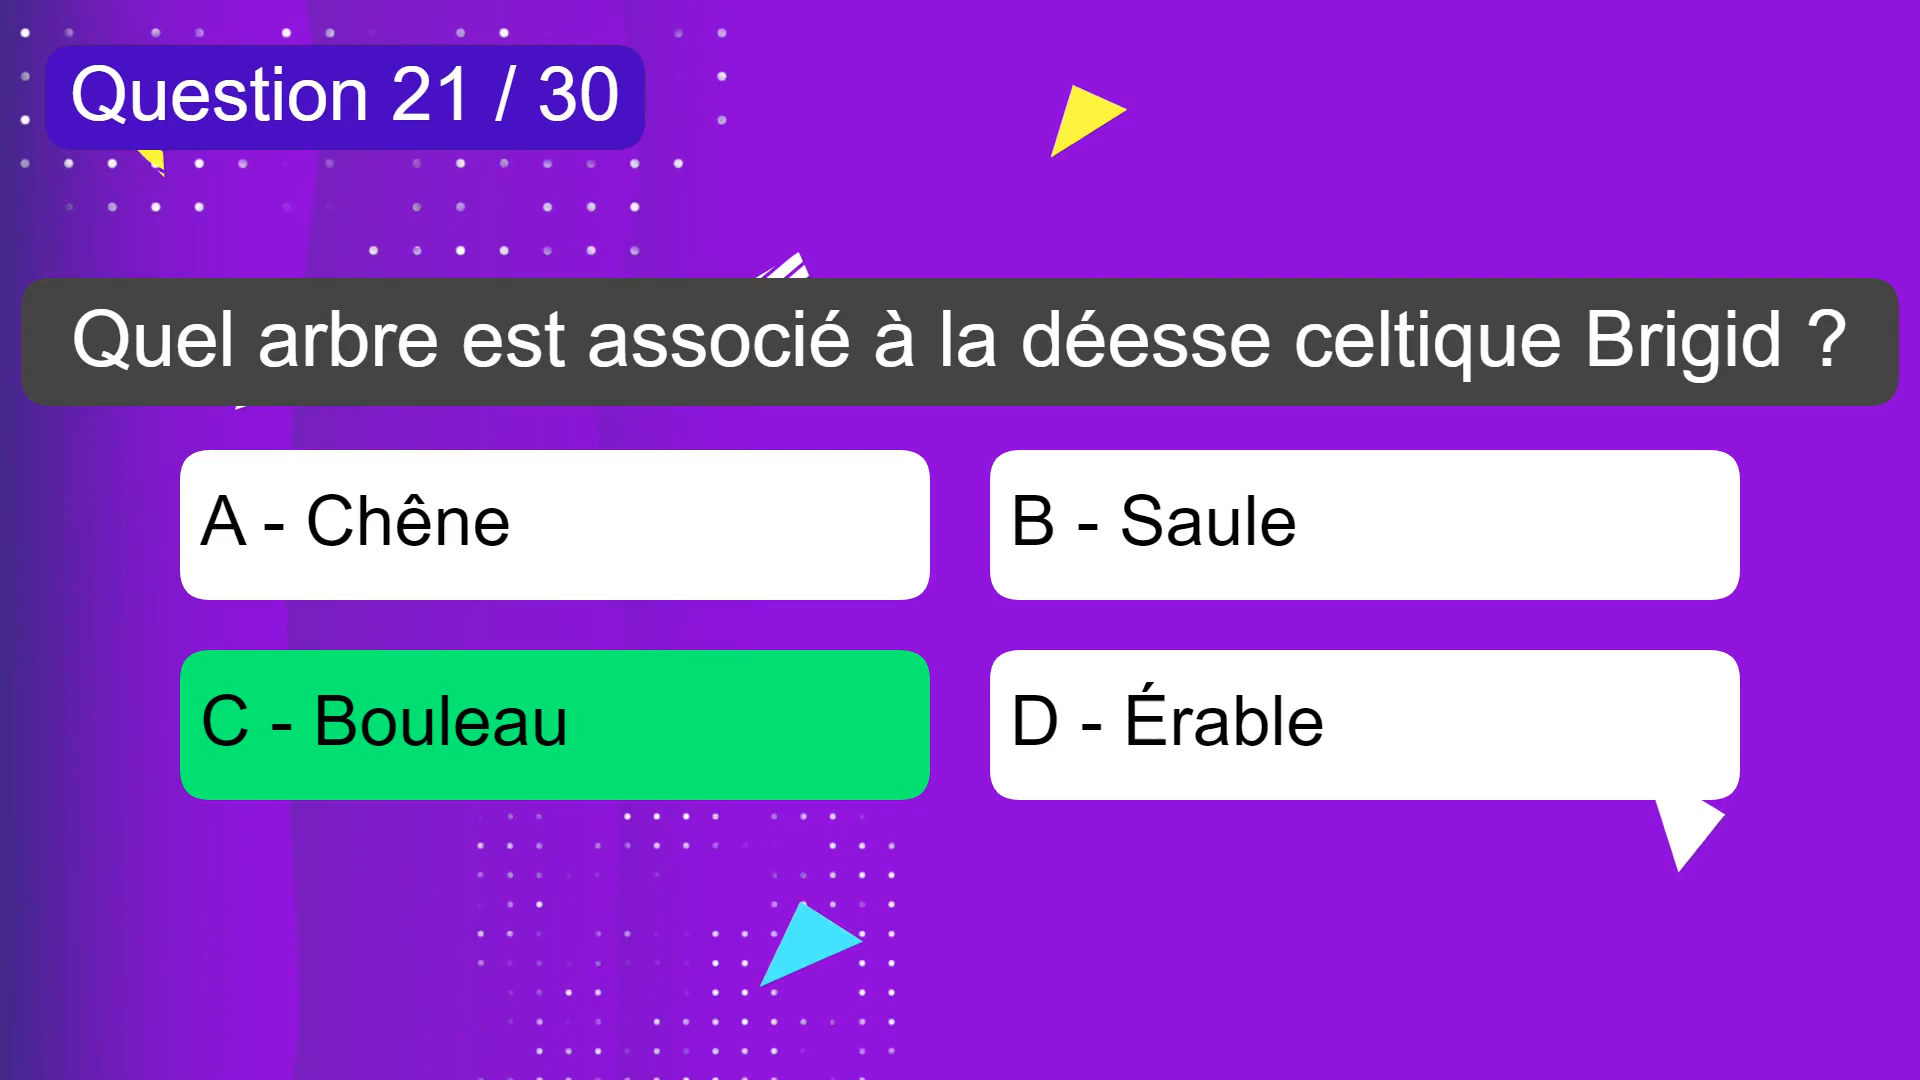 Question 21 / 30
Quel arbre est associé à la déesse celtique Brigid ?
A - Chêne
B - Saule
C - Bouleau
D - Érable